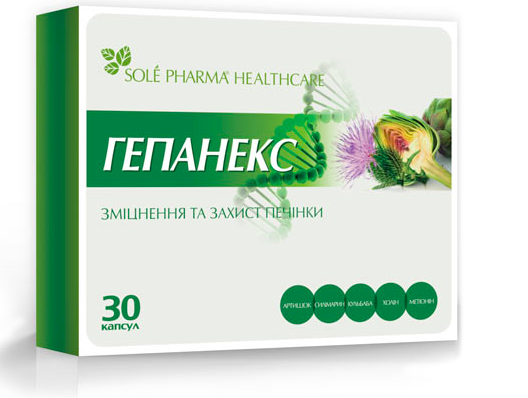 SOLÉ PHARMA® HEALTHCARE
ГЕПАНЕКС
ЗМІЦНЕННЯ ТА ЗАХИСТ ПЕЧІНКИ
30
капсул
АРТИШОК СИЛІМАРИН КУЛЬБАБА ХОЛІН МЕТІОНІН